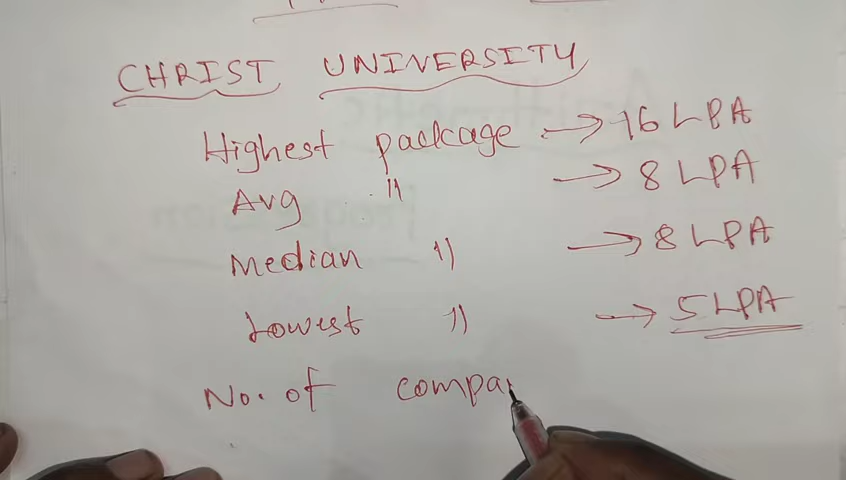 CHRIST UNIVERSITY
Highest package → 16 LPA
Avg " → 8 LPA
Median " → 8 LPA
Lowest " → 5 LPA
No. of compa